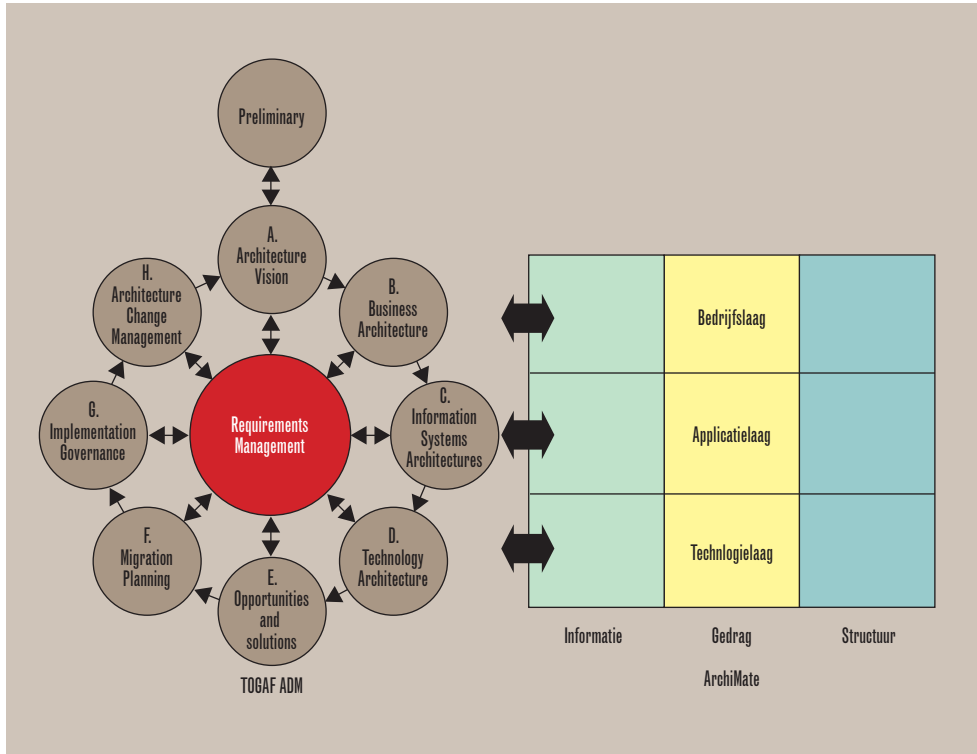 Preliminary
A.
Architecture
Vision
B.
Business
Architecture
C.
Information
Systems
Architectures
D.
Technology
Architecture
E.
Opportunities
and
solutions
F.
Migration
Planning
G.
Implementation
Governance
H.
Architecture
Change
Management
Requirements
Management
TOGAF ADM
Bedrijfslaag
Applicatielaag
Technlogielaag
Informatie
Gedrag
Structuur
ArchiMate